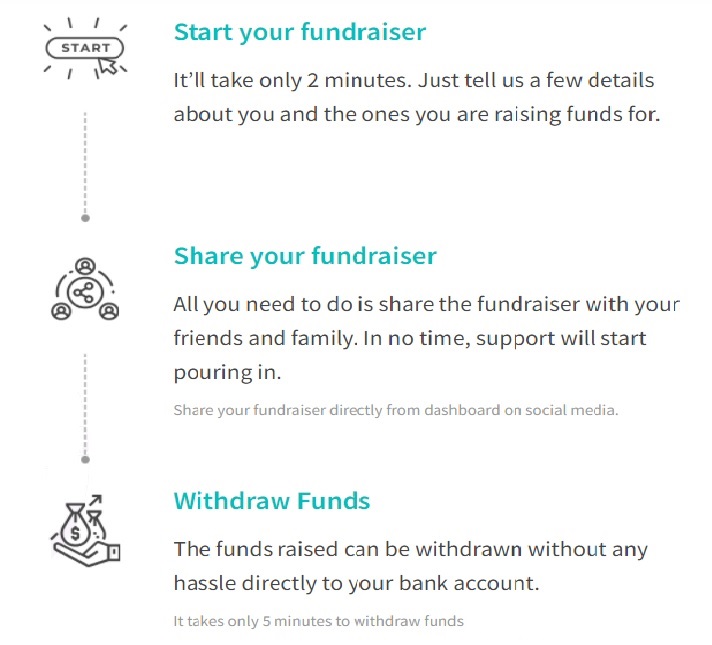 START
Start your fundraiser
It’ll take only 2 minutes. Just tell us a few details
about you and the ones you are raising funds for.
Share your fundraiser
All you need to do is share the fundraiser with your
friends and family. In no time, support will start
pouring in.
Share your fundraiser directly from dashboard on social media.
$
Withdraw Funds
The funds raised can be withdrawn without any
hassle directly to your bank account.
It takes only 5 minutes to withdraw funds